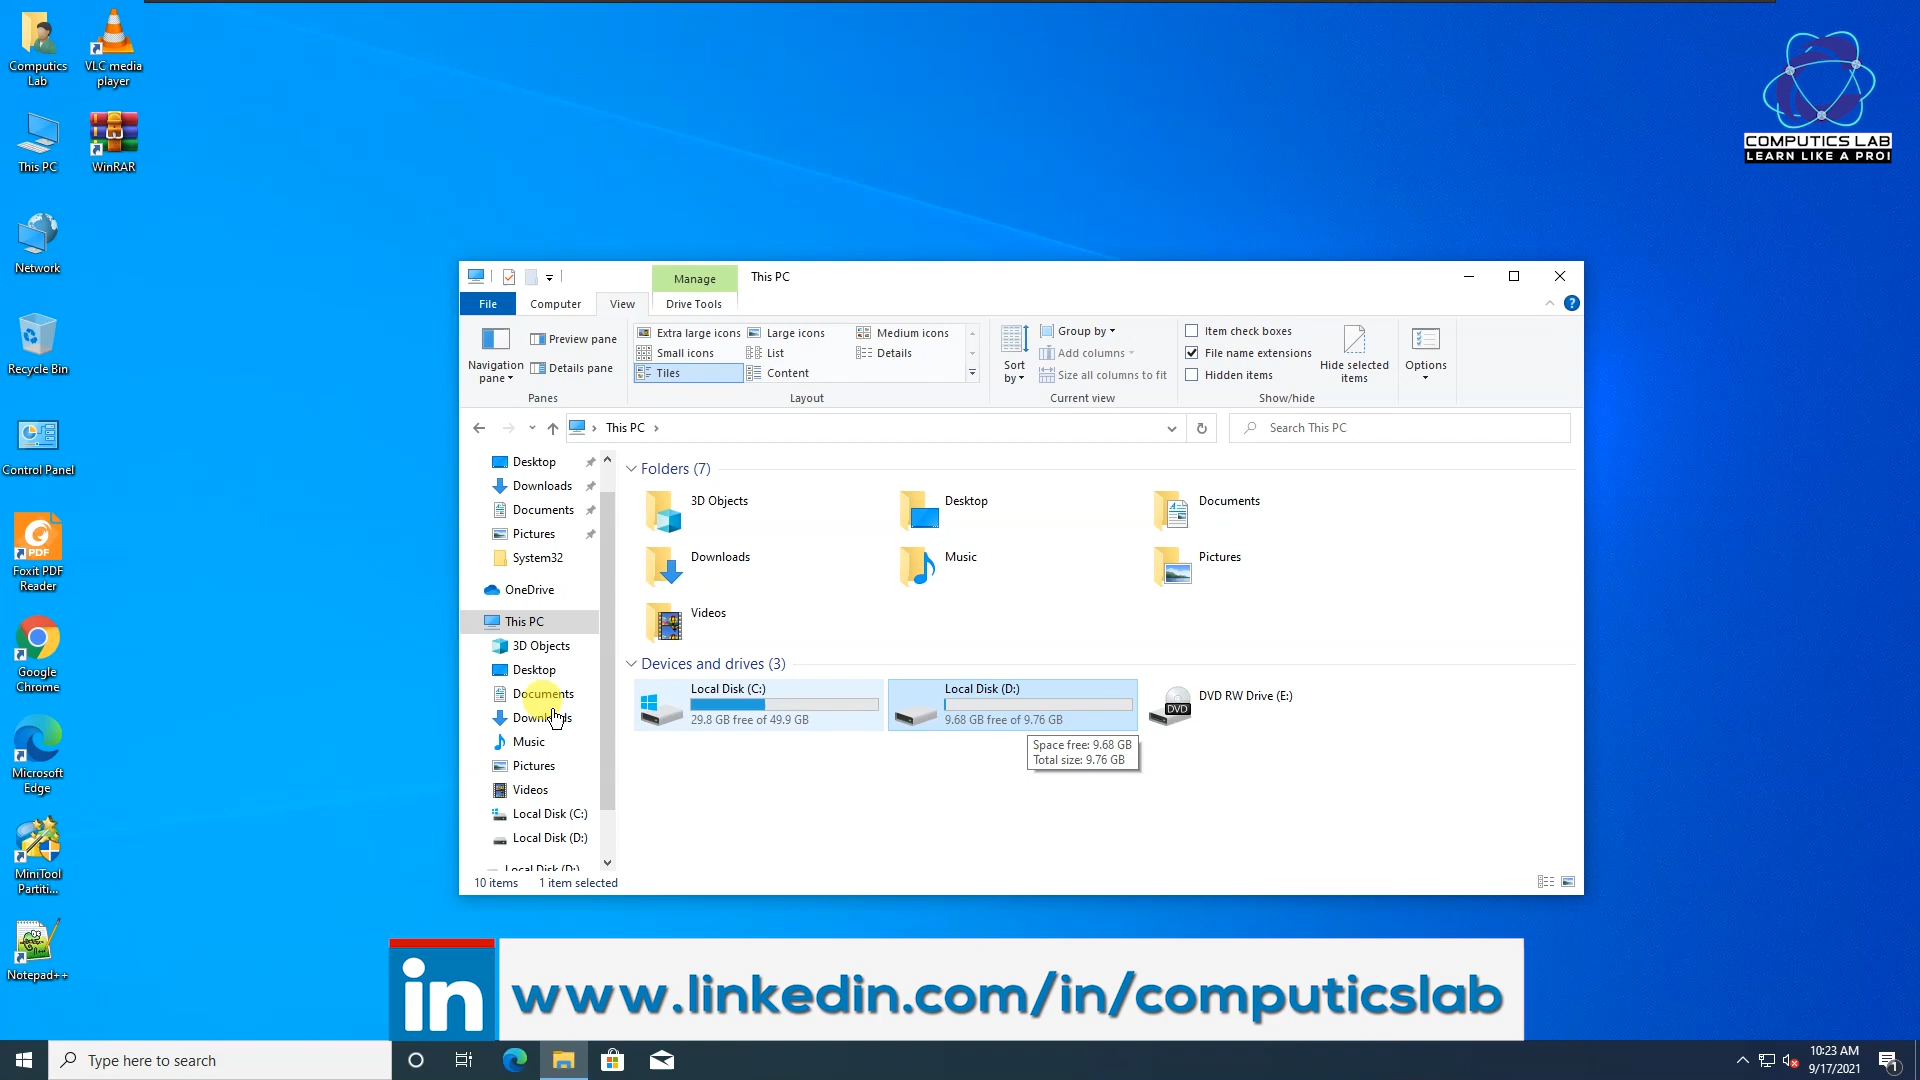 Computics
Lab
VLC media
player
This PC
WinRAR
Network
Recycle Bin
Control Panel
PDF
Foxit PDF
Reader
Google
Chrome
Microsoft
Edge
MiniTool
Partiti...
Notepad++
COMPUTICS LAB
LEARN LIKE A PRO!
Manage
This PC
File
Computer
View
Drive Tools
Navigation
pane
Preview pane
Details pane
Panes
Extra large icons
Large icons
Medium icons
Small icons
List
Details
Tiles
Content
Layout
Sort
by
Group by
Add columns
Size all columns to fit
Current view
Item check boxes
File name extensions
Hidden items
Hide selected
items
Show/hide
Options
This PC
Search This PC
Desktop
Downloads
Documents
Pictures
System32
OneDrive
This PC
3D Objects
Desktop
Documents
Downloads
Music
Pictures
Videos
Local Disk (C:)
Local Disk (D:)
Local Disk (D:)
Folders (7)
3D Objects
Desktop
Documents
Downloads
Music
Pictures
Videos
Devices and drives (3)
Local Disk (C:)
29.8 GB free of 49.9 GB
Local Disk (D:)
9.68 GB free of 9.76 GB
DVD
DVD RW Drive (E:)
Space free: 9.68 GB
Total size: 9.76 GB
10 items
1 item selected
in
www.linkedin.com/in/computicslab
Type here to search
10:23 AM
9/17/2021
1